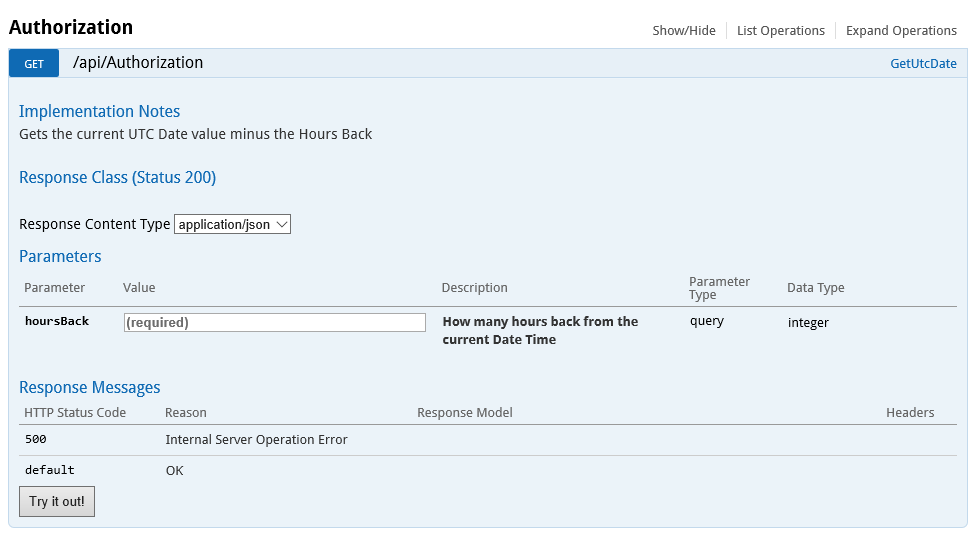 Authorization
Show/Hide List Operations Expand Operations
GET /api/Authorization GetUtcDate
Implementation Notes
Gets the current UTC Date value minus the Hours Back
Response Class (Status 200)
Response Content Type application/json
Parameters
Parameter Value Description Parameter Type Data Type
hoursBack (required) How many hours back from the current Date Time query integer
Response Messages
HTTP Status Code Reason Response Model Headers
500 Internal Server Operation Error
default OK
Try it out!